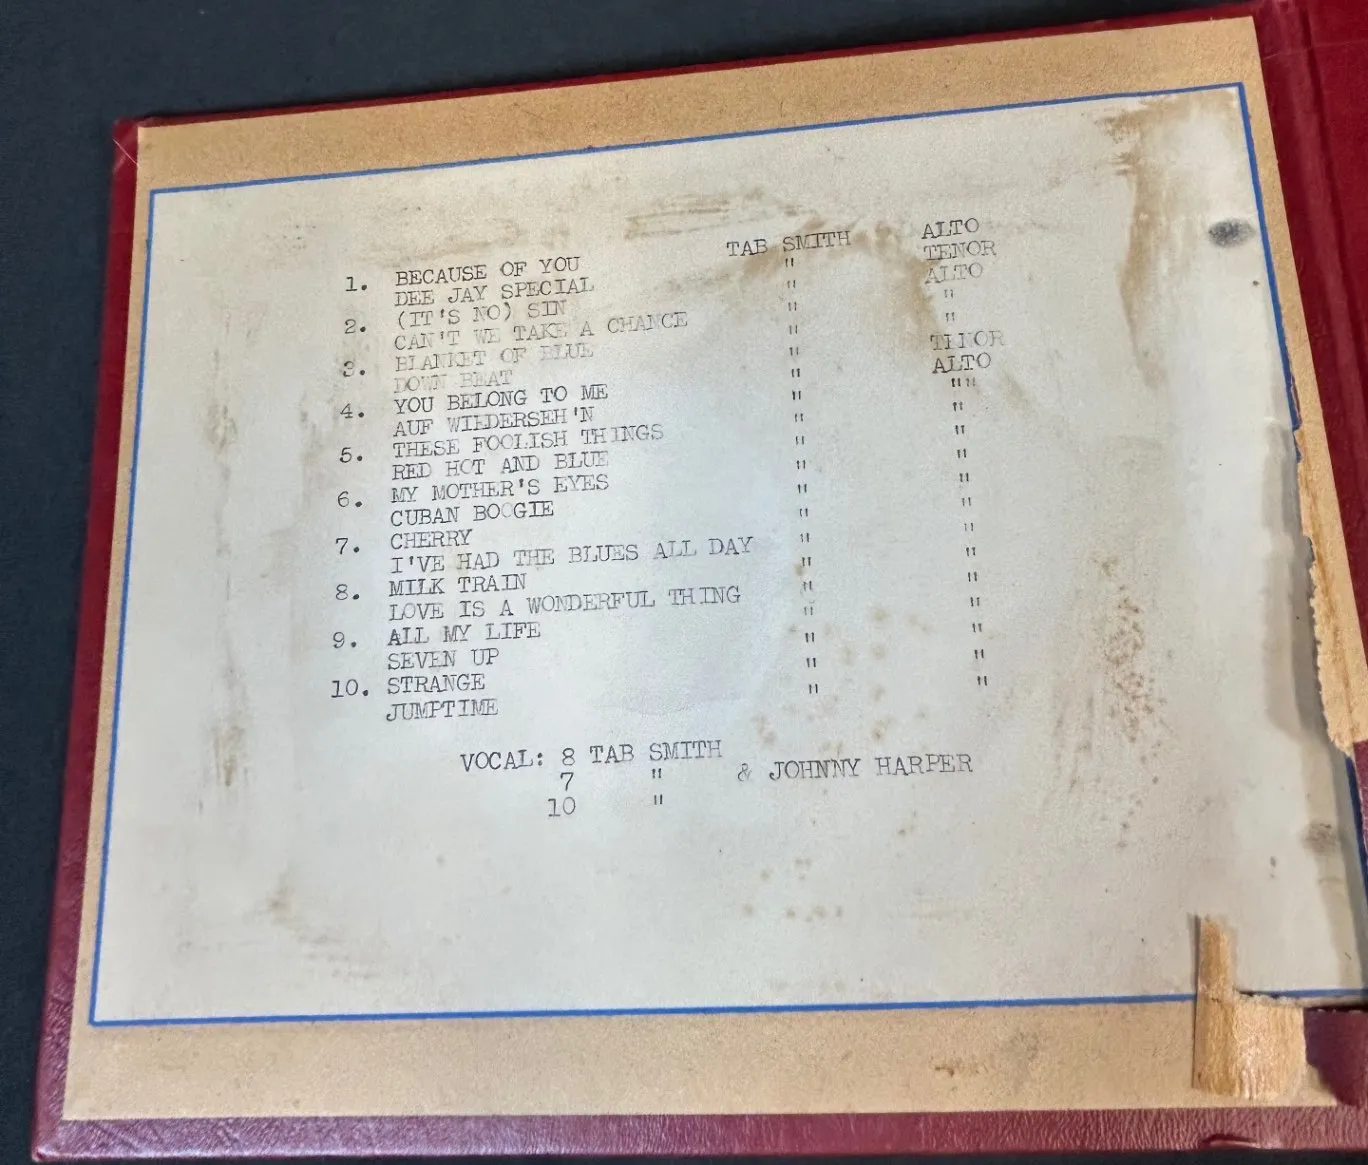 1. BECAUSE OF YOU TAB SMITH ALTO
DEE JAY SPECIAL " TENOR
2. (IT'S NO) SIN " ALTO
CAN'T WE TAKE A CHANCE " "
3. BLANKET OF BLUE " "
DOWN BEAT " TENOR
4. YOU BELONG TO ME " ALTO
AUF WIEDERSEH'N " ""
5. THESE FOOLISH THINGS " "
RED HOT AND BLUE " "
6. MY MOTHER'S EYES " "
CUBAN BOOGIE " "
7. CHERRY " "
I'VE HAD THE BLUES ALL DAY " "
8. MILK TRAIN " "
LOVE IS A WONDERFUL THING " "
9. ALL MY LIFE " "
SEVEN UP " "
10. STRANGE " "
JUMPTIME " "
VOCAL: 8 TAB SMITH
7 " & JOHNNY HARPER
10 "